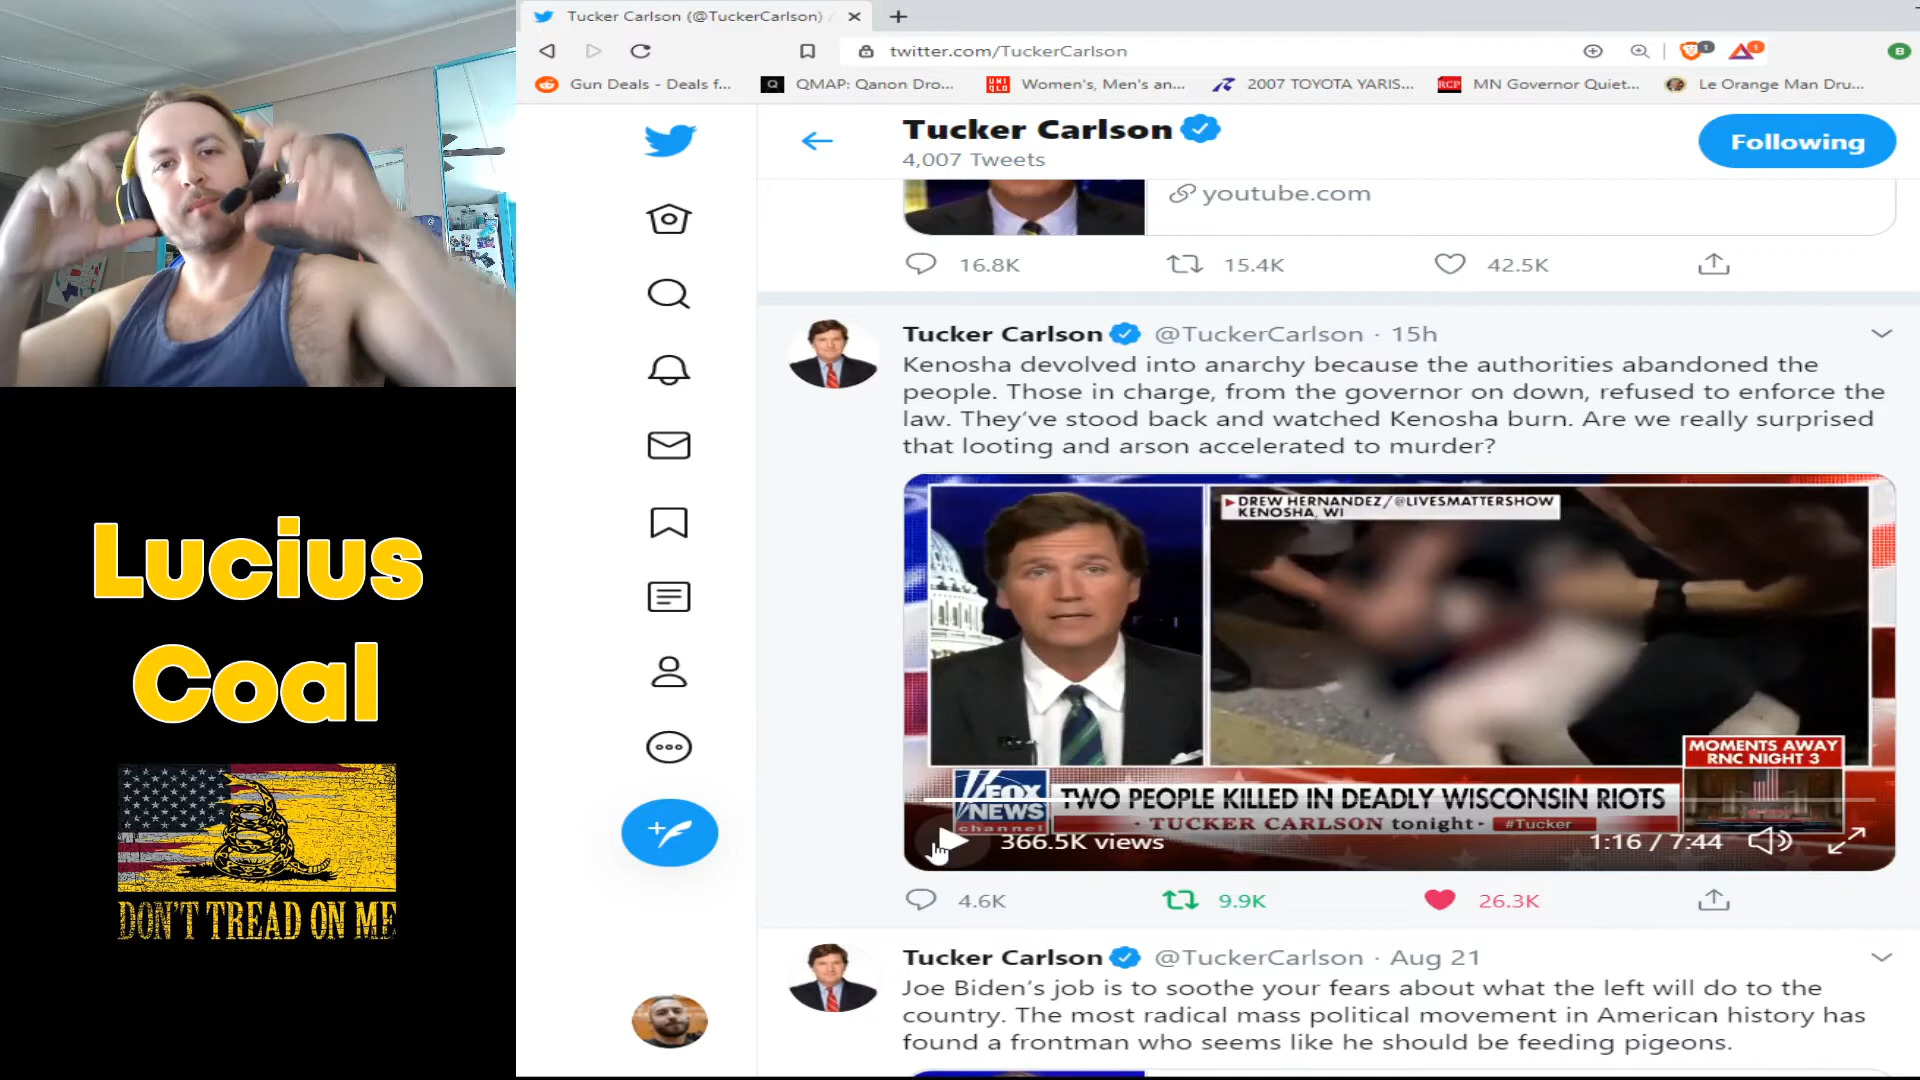 Tucker Carlson (@TuckerCarlson) /
twitter.com/TuckerCarlson
1
1
B
Gun Deals - Deals f...
QMAP: Qanon Dro...
UNI QLO
Women's, Men's an...
2007 TOYOTA YARIS...
RCP
MN Governor Quiet...
Le Orange Man Dru...
Tucker Carlson
4,007 Tweets
Following
youtube.com
16.8K 15.4K 42.5K
Tucker Carlson @TuckerCarlson · 15h
Kenosha devolved into anarchy because the authorities abandoned the
people. Those in charge, from the governor on down, refused to enforce the
law. They've stood back and watched Kenosha burn. Are we really surprised
that looting and arson accelerated to murder?
DREW HERNANDEZ/@LIVESMATTERSHOW
KENOSHA, WI
MOMENTS AWAY
RNC NIGHT 3
FOX
NEWS
channel
TWO PEOPLE KILLED IN DEADLY WISCONSIN RIOTS
· TUCKER CARLSON tonight · #Tucker
366.5K views
1:16 / 7:44
4.6K 9.9K 26.3K
Tucker Carlson @TuckerCarlson · Aug 21
Joe Biden's job is to soothe your fears about what the left will do to the
country. The most radical mass political movement in American history has
found a frontman who seems like he should be feeding pigeons.
Lucius
Coal
DON'T TREAD ON ME